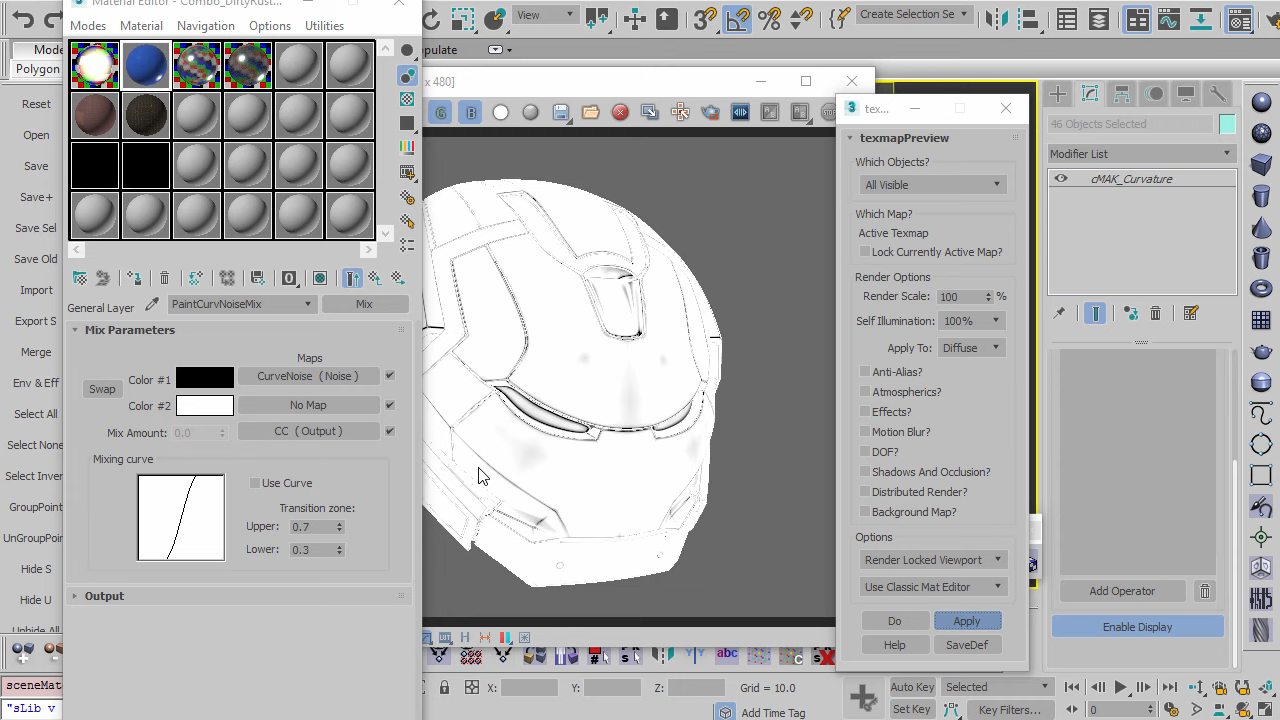 Material Editor - Combo_DirtyRust...
Modes Material Navigation Options Utilities
General Layer PaintCurvNoiseMix Mix
Mix Parameters
Maps
Swap
Color #1 CurveNoise ( Noise )
Color #2 No Map
Mix Amount: 0.0 CC ( Output )
Mixing curve
Use Curve
Transition zone:
Upper: 0.7
Lower: 0.3
Output
Polygon
Reset
Open
Save
Save+
Save Sel
Save Old
Import
Export S
Merge
Env & Eff
Select All
Select None
Select Inver
GroupPoint
UnGroupPoin
Hide S
Hide U
Unhide All
sceneMat
"sLib v
View
Create Selection Se
pulate
x 480]
G B
tex...
texmapPreview
Which Objects?
All Visible
Which Map?
Active Texmap
Lock Currently Active Map?
Render Options
Render Scale: 100 %
Self Illumination: 100%
Apply To: Diffuse
Anti-Alias?
Atmospherics?
Effects?
Motion Blur?
DOF?
Shadows And Occlusion?
Distributed Render?
Background Map?
Options
Render Locked Viewport
Use Classic Mat Editor
Do Apply
Help SaveDef
46 Objects Selected
Modifier List
cMAK_Curvature
Add Operator
Enable Display
X: Y: Z: Grid = 10.0
Add Time Tag
Auto Key Selected
Set Key Key Filters...
0
abc